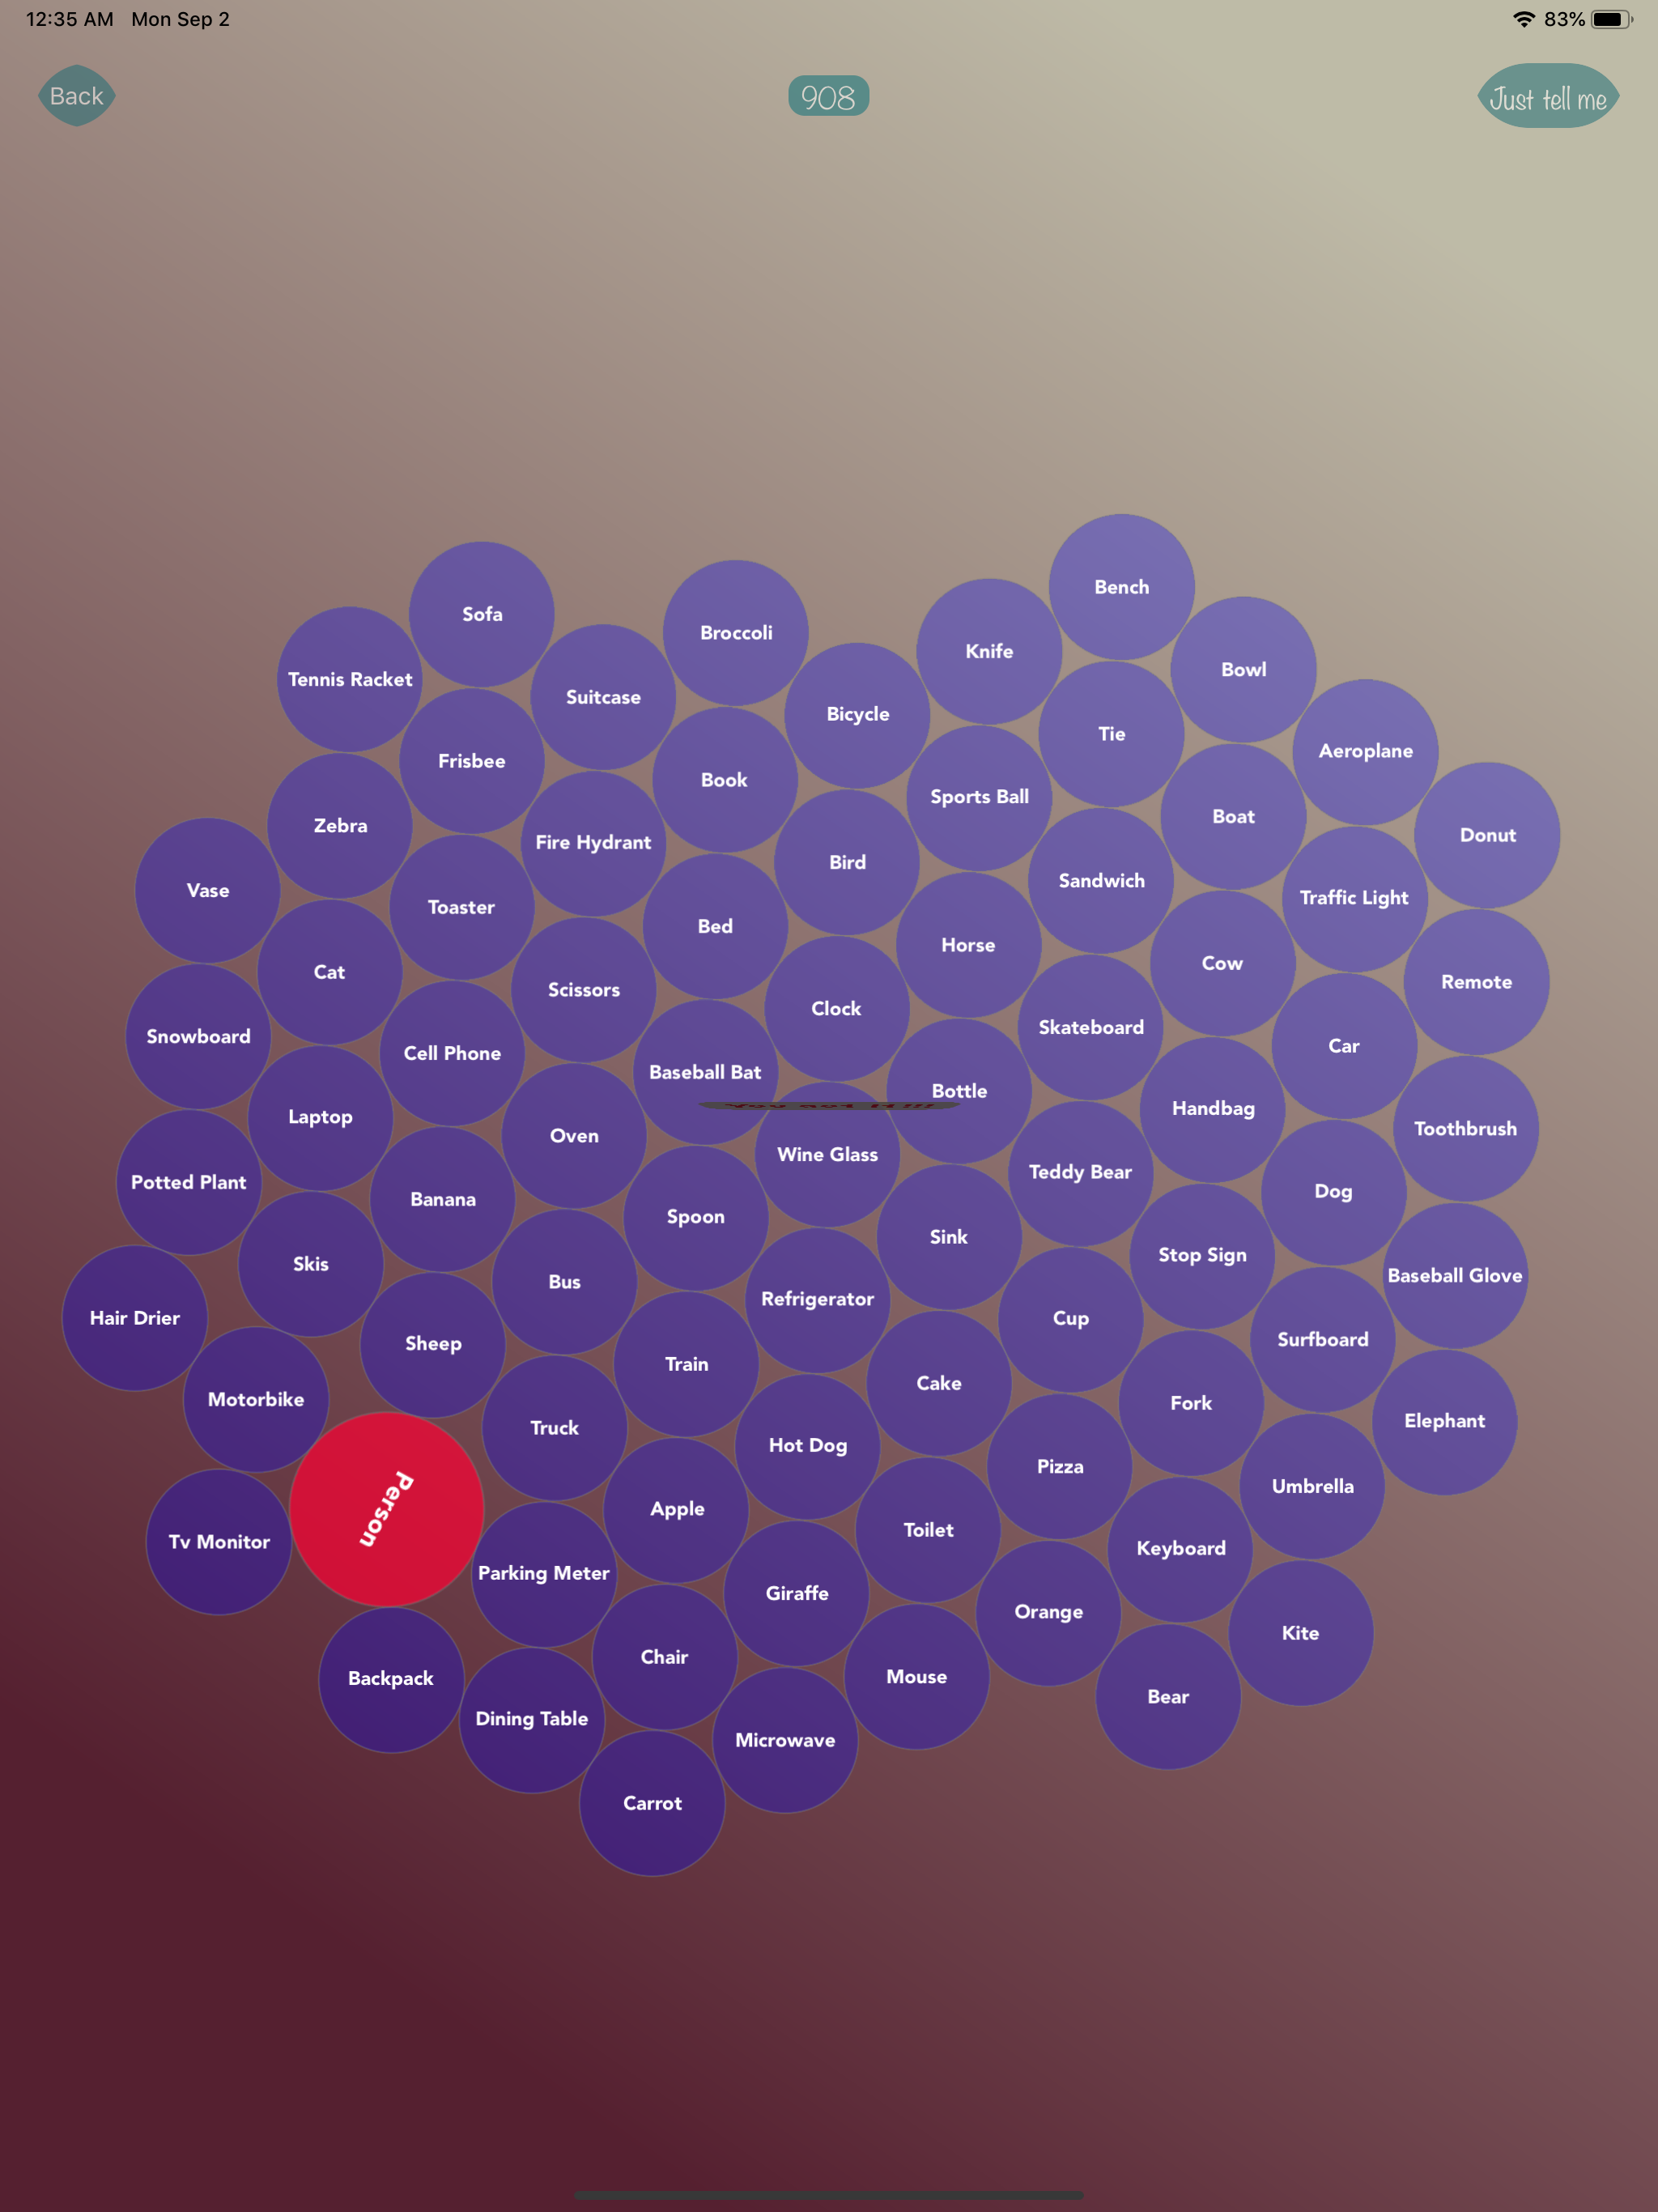 12:35 AM Mon Sep 2
83%
Back
908
Just tell me
Bench
Sofa
Broccoli
Knife
Bowl
Tennis Racket
Suitcase
Bicycle
Tie
Aeroplane
Frisbee
Book
Sports Ball
Boat
Donut
Zebra
Fire Hydrant
Bird
Sandwich
Traffic Light
Vase
Toaster
Bed
Horse
Cow
Remote
Cat
Scissors
Clock
Skateboard
Car
Snowboard
Cell Phone
Baseball Bat
Bottle
Handbag
Toothbrush
Laptop
Oven
Wine Glass
Teddy Bear
Dog
Potted Plant
Banana
Spoon
Sink
Stop Sign
Baseball Glove
Skis
Bus
Refrigerator
Cup
Surfboard
Hair Drier
Sheep
Train
Cake
Fork
Elephant
Motorbike
Truck
Hot Dog
Pizza
Umbrella
Person
Apple
Toilet
Keyboard
Tv Monitor
Parking Meter
Giraffe
Orange
Kite
Backpack
Chair
Mouse
Bear
Dining Table
Microwave
Carrot